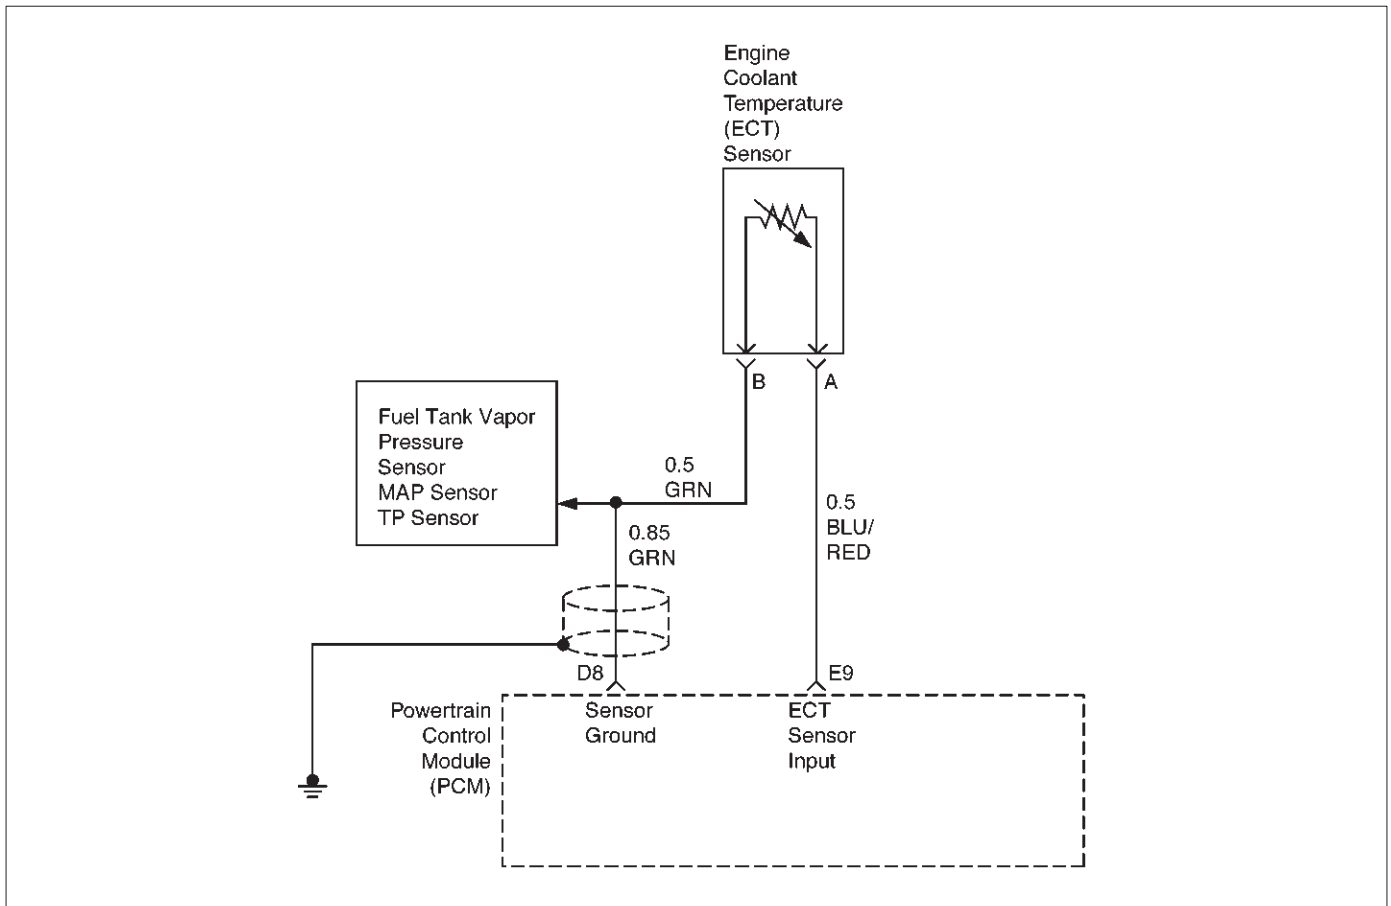 Engine
Coolant
Temperature
(ECT)
Sensor
B
A
Fuel Tank Vapor
Pressure
Sensor
MAP Sensor
TP Sensor
0.5
GRN
0.85
GRN
0.5
BLU/
RED
D8
E9
Powertrain
Control
Module
(PCM)
Sensor
Ground
ECT
Sensor
Input